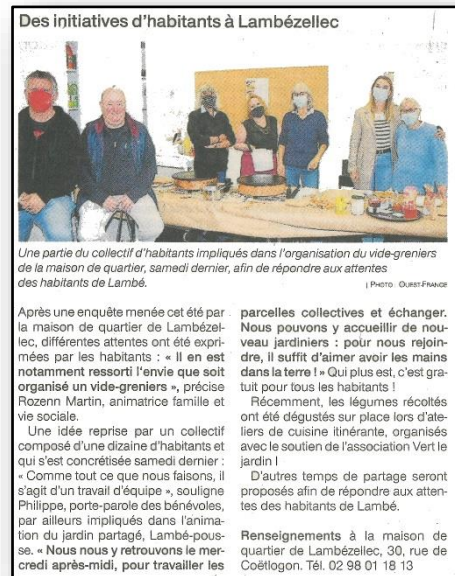 Des initiatives d'habitants à Lambézellec
Une partie du collectif d'habitants impliqués dans l'organisation du vide-greniers
de la maison de quartier, samedi dernier, afin de répondre aux attentes
des habitants de Lambé.
| PHOTO OUEST-FRANCE
Après une enquête menée cet été par
la maison de quartier de Lambézel-
lec, différentes attentes ont été expri-
mées par les habitants : « Il en est
notamment ressorti l'envie que soit
organisé un vide-greniers », précise
Rozenn Martin, animatrice famille et
vie sociale.
Une idée reprise par un collectif
composé d'une dizaine d'habitants et
qui s'est concrétisée samedi dernier :
« Comme tout ce que nous faisons, il
s'agit d'un travail d'équipe », souligne
Philippe, porte-parole des bénévoles,
par ailleurs impliqués dans l'anima-
tion du jardin partagé, Lambé-pous-
se. « Nous nous y retrouvons le mer-
credi après-midi, pour travailler les
parcelles collectives et échanger.
Nous pouvons y accueillir de nou-
veau jardiniers : pour nous rejoin-
dre, il suffit d'aimer avoir les mains
dans la terre ! » Qui plus est, c'est gra-
tuit pour tous les habitants !
Récemment, les légumes récoltés
ont été dégustés sur place lors d'ate-
liers de cuisine itinérante, organisés
avec le soutien de l'association Vert le
jardin !
D'autres temps de partage seront
proposés afin de répondre aux atten-
tes des habitants de Lambé.
Renseignements à la maison de
quartier de Lambézellec, 30, rue de
Coëtlogon. Tél. 02 98 01 18 13